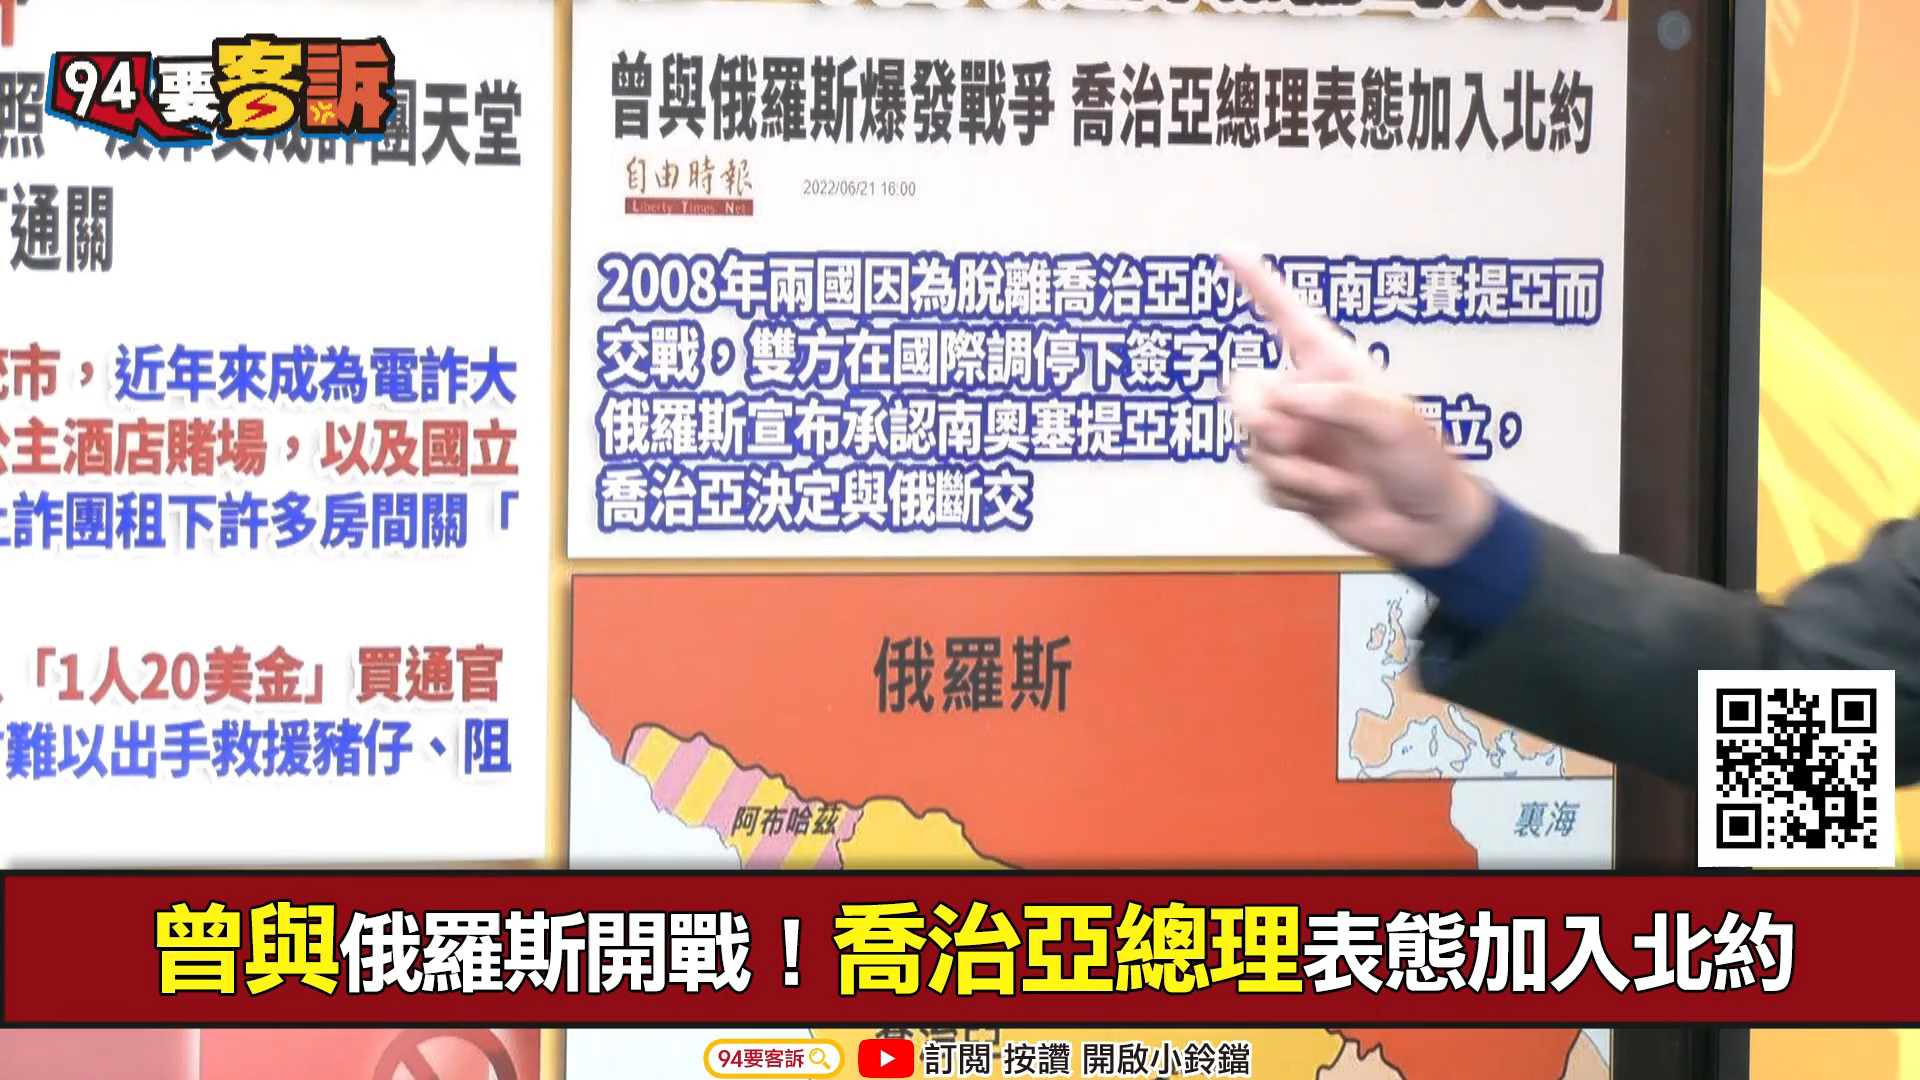 94要客訴
團天堂
通關
市，近年來成為電詐大
主酒店賭場，以及國立
詐團租下許多房間關「
「1人20美金」買通官
難以出手救援豬仔、阻
曾與俄羅斯爆發戰爭 喬治亞總理表態加入北約
自由時報
Liberty Times Net
2022/06/21 16:00
2008年兩國因為脫離喬治亞的地區南奧賽提亞而
交戰，雙方在國際調停下簽字停
俄羅斯宣布承認南奧塞提亞和阿 立，
喬治亞決定與俄斷交
俄羅斯
阿布哈茲
裏海
曾與俄羅斯開戰！喬治亞總理表態加入北約
94要客訴
訂閱 按讚 開啟小鈴鐺